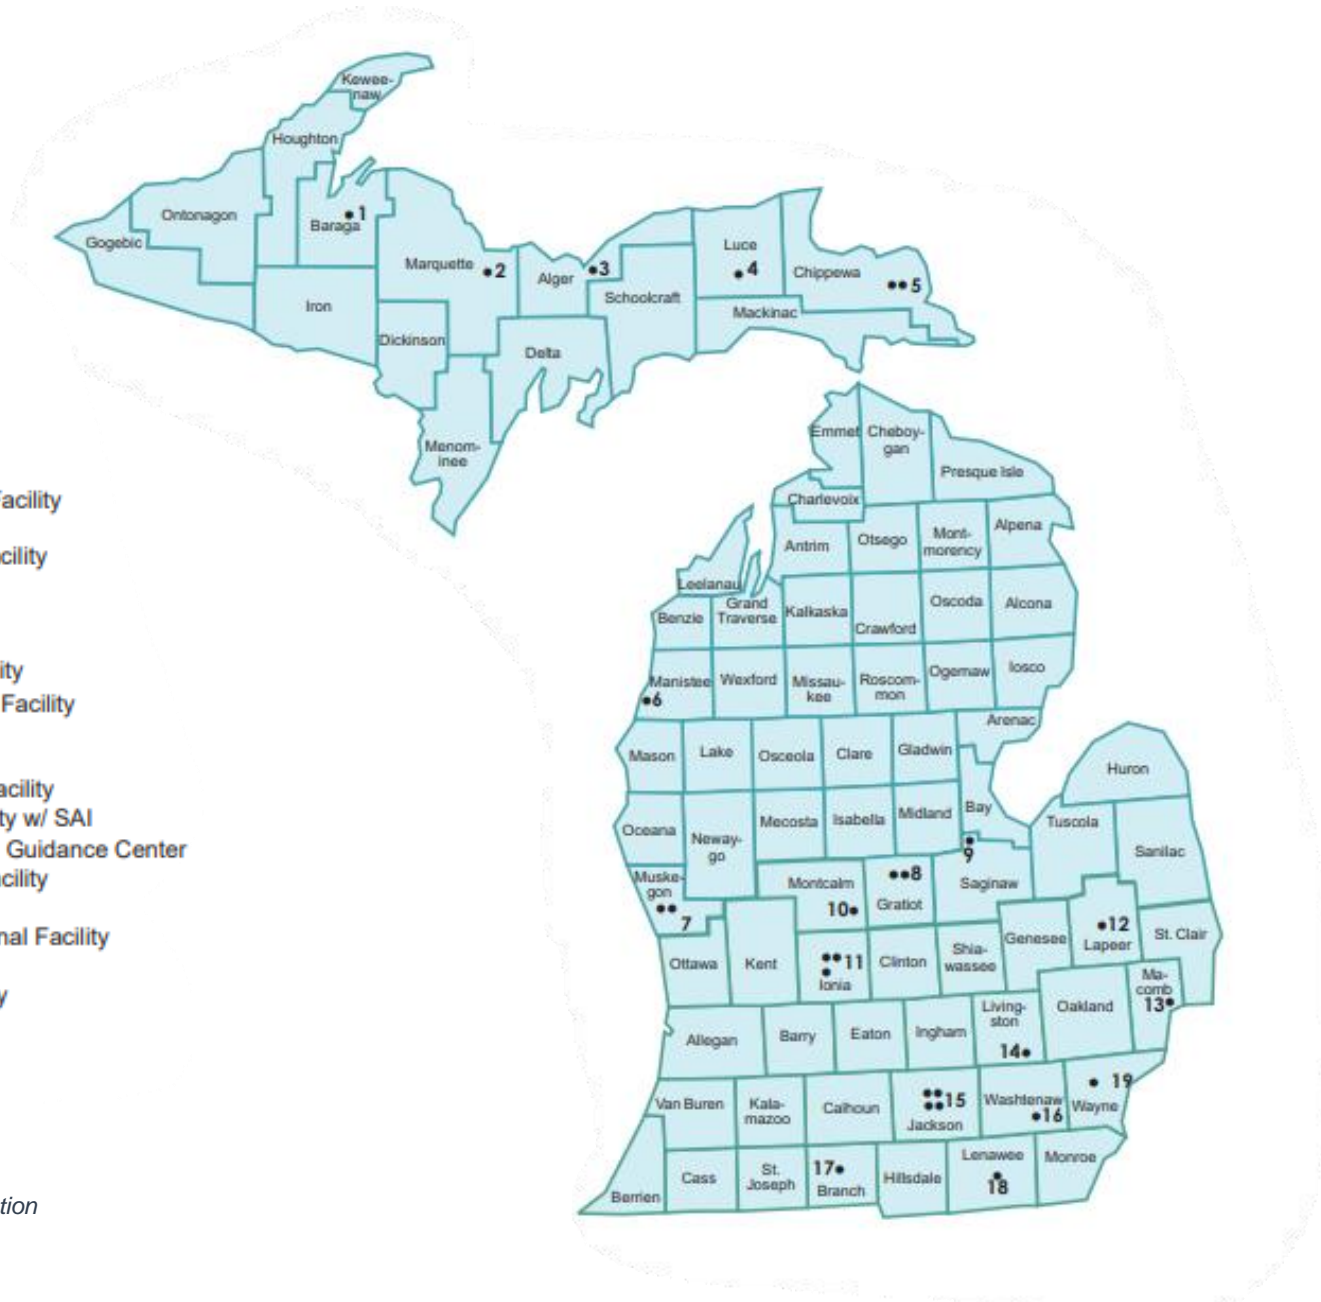 Kewee-
naw
Houghton
Ontonagon
Baraga
1
Gogebic
Marquette
2
Alger
3
Luce
4
Chippewa
5
Iron
Schoolcraft
Mackinac
Dickinson
Delta
Menom-
inee
Emmet
Cheboy-
gan
Presque Isle
Charlevoix
Antrim
Otsego
Mont-
morency
Alpena
Leelanau
Benzie
Grand
Traverse
Kalkaska
Crawford
Oscoda
Alcona
Manistee
6
Wexford
Missau-
kee
Roscom-
mon
Ogemaw
Iosco
Arenac
Mason
Lake
Osceola
Clare
Gladwin
Huron
Oceana
Neway-
go
Mecosta
Isabella
Midland
Bay
Tuscola
Sanilac
Muske-
gon
7
Montcalm
10
8
Gratiot
9
Saginaw
Ottawa
Kent
11
Ionia
Clinton
Shia-
wassee
Genesee
12
Lapeer
St. Clair
Allegan
Barry
Eaton
Ingham
Living-
ston
14
Oakland
Ma-
comb
13
Van Buren
Kala-
mazoo
Calhoun
15
Jackson
Washtenaw
16
19
Wayne
Berrien
Cass
St.
Joseph
17
Branch
Hillsdale
Lenawee
18
Monroe
Facility
cility
ity
Facility
acility
ty w/ SAI
Guidance Center
cility
nal Facility
y
tion